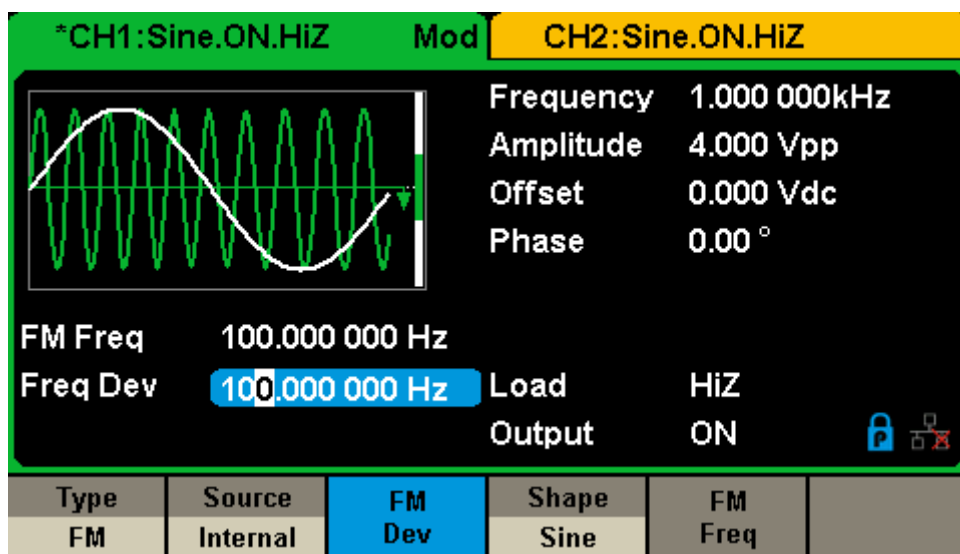 *CH1:Sine.ON.HiZ Mod CH2:Sine.ON.HiZ
Frequency 1.000 000kHz
Amplitude 4.000 Vpp
Offset 0.000 Vdc
Phase 0.00 °
FM Freq 100.000 000 Hz
Freq Dev 100.000 000 Hz Load HiZ
Output ON P
Type Source FM Shape FM
FM Internal Dev Sine Freq